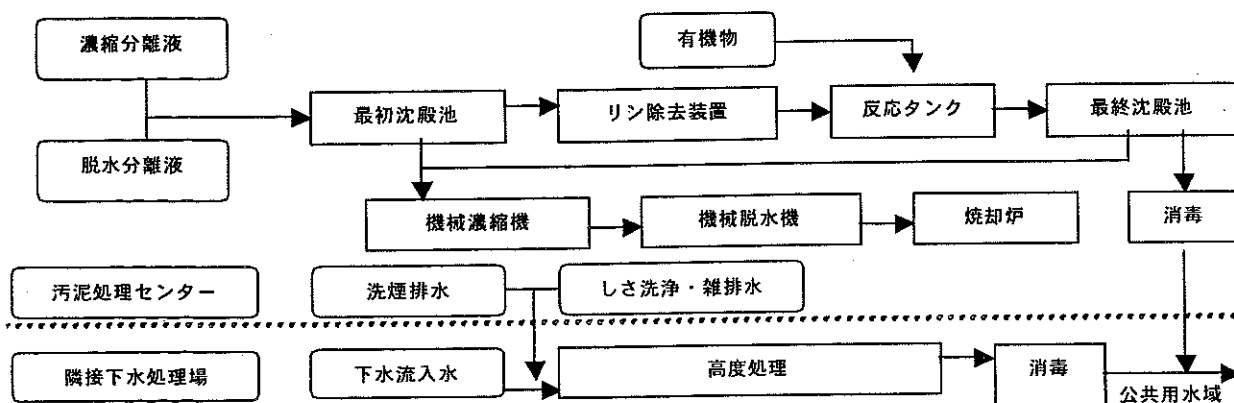 濃縮分離液
有機物
最初沈殿池
リン除去装置
反応タンク
最終沈殿池
脱水分離液
機械濃縮機
機械脱水機
焼却炉
消毒
汚泥処理センター
洗煙排水
しさ洗浄・雑排水
隣接下水処理場
下水流入水
高度処理
消毒
公共用水域